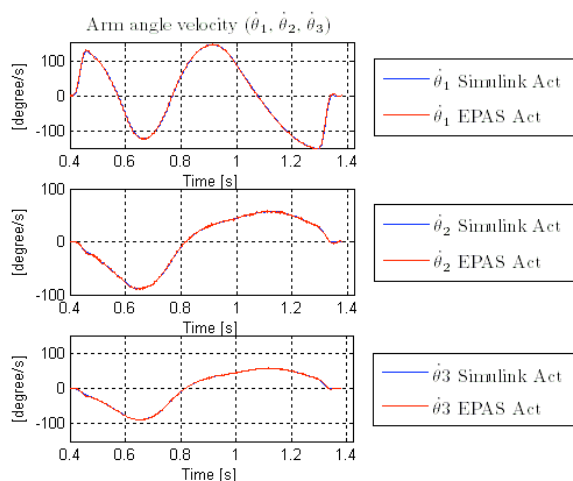 Arm angle velocity (θ̇₁, θ̇₂, θ̇₃)
100
0
-100
[degree/s]
0.4 0.6 0.8 1 1.2 1.4
Time [s]
θ̇₁ Simulink Act
θ̇₁ EPAS Act
100
0
-100
[degree/s]
0.4 0.6 0.8 1 1.2 1.4
Time [s]
θ̇₂ Simulink Act
θ̇₂ EPAS Act
100
0
-100
[degree/s]
0.4 0.6 0.8 1 1.2 1.4
Time [s]
θ̇3 Simulink Act
θ̇3 EPAS Act